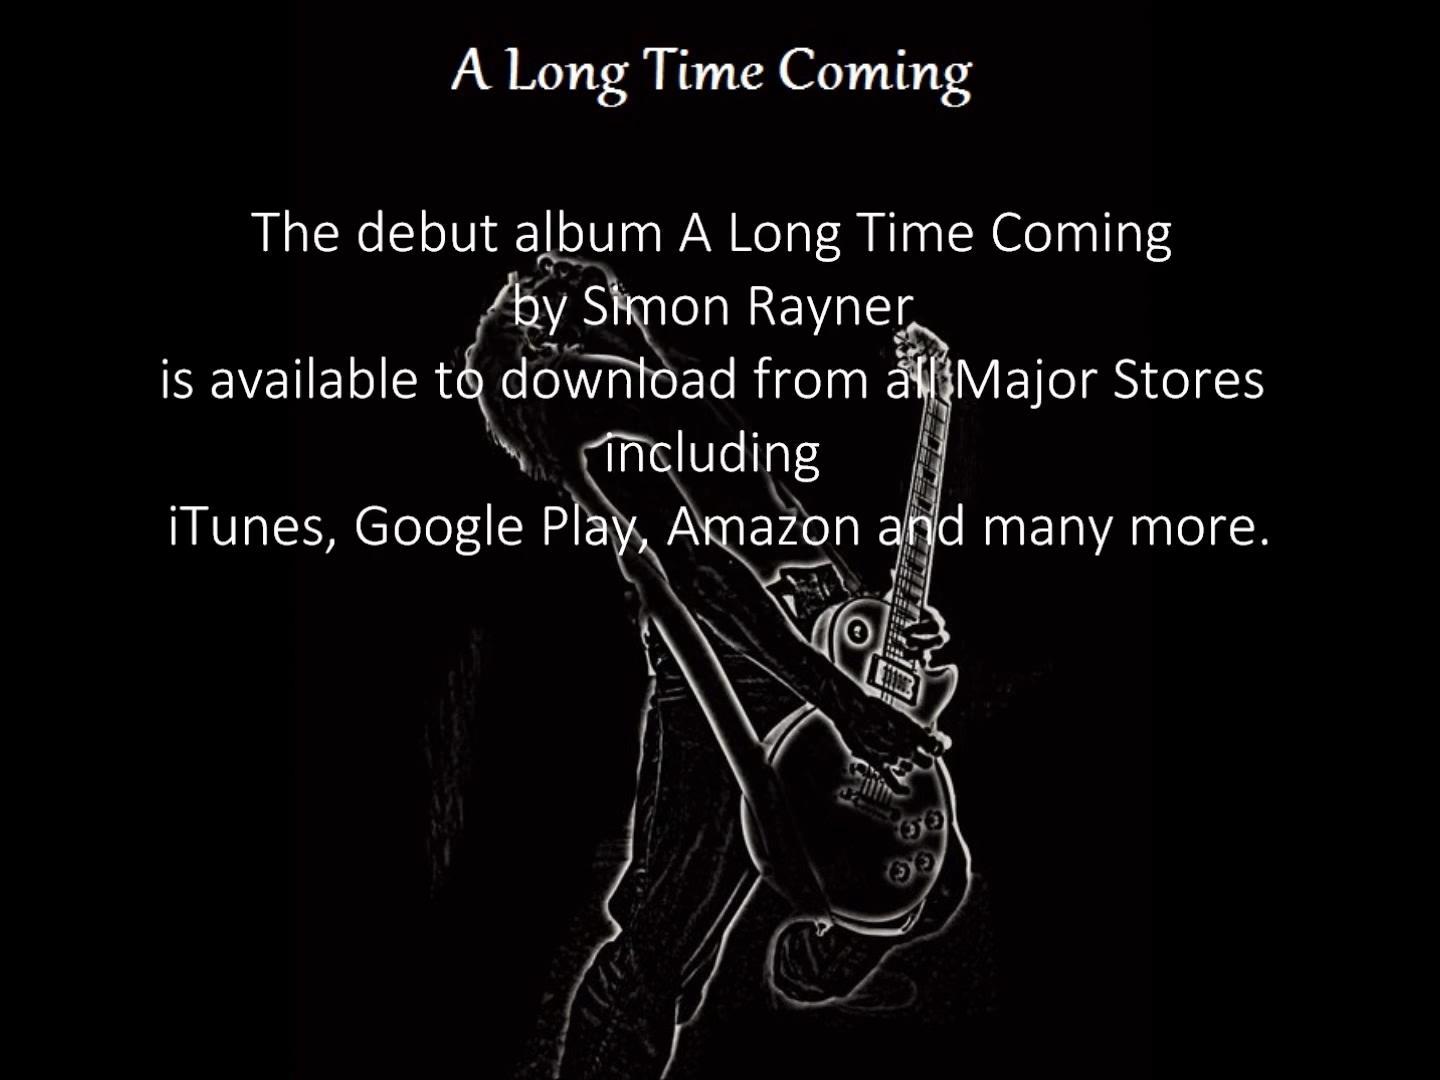 A Long Time Coming
The debut album A Long Time Coming
by Simon Rayner
is available to download from all Major Stores
including
iTunes, Google Play, Amazon and many more.